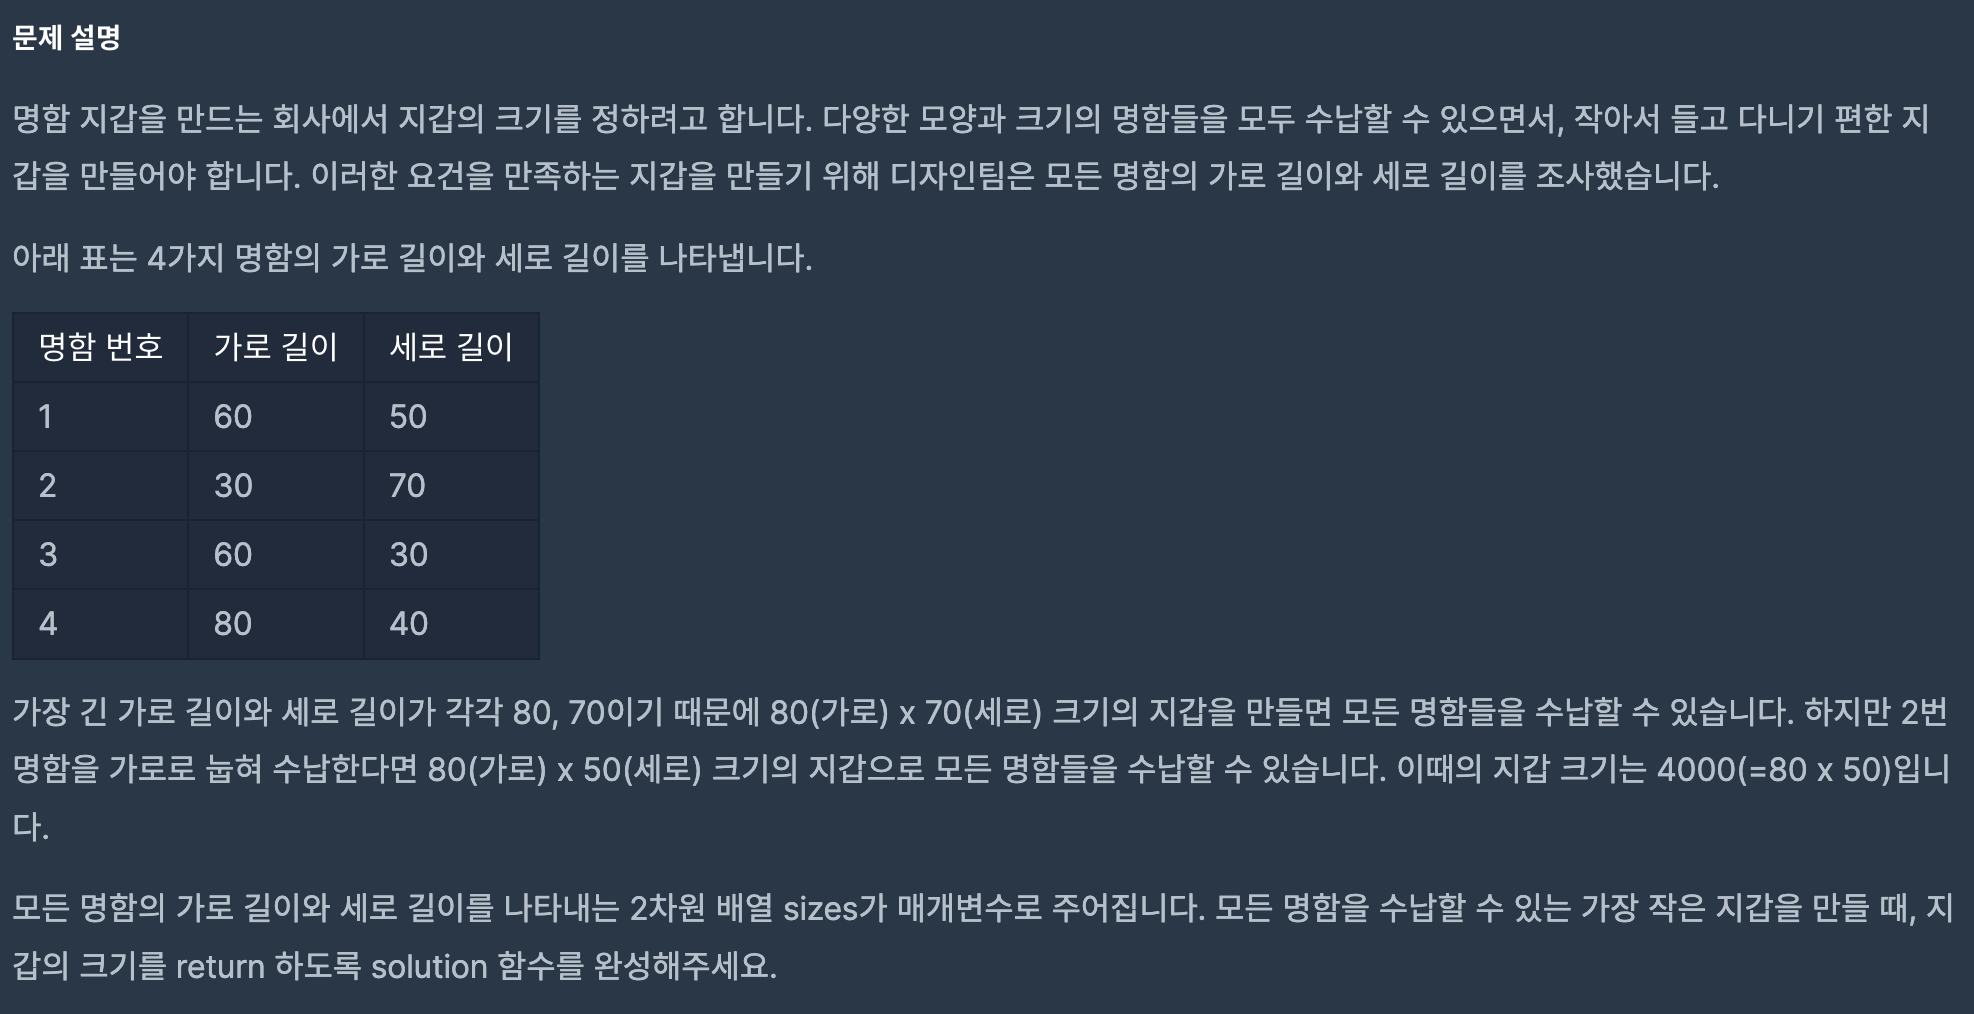 문제 설명
명함 지갑을 만드는 회사에서 지갑의 크기를 정하려고 합니다. 다양한 모양과 크기의 명함들을 모두 수납할 수 있으면서, 작아서 들고 다니기 편한 지
갑을 만들어야 합니다. 이러한 요건을 만족하는 지갑을 만들기 위해 디자인팀은 모든 명함의 가로 길이와 세로 길이를 조사했습니다.
아래 표는 4가지 명함의 가로 길이와 세로 길이를 나타냅니다.
명함 번호 가로 길이 세로 길이
1 60 50
2 30 70
3 60 30
4 80 40
가장 긴 가로 길이와 세로 길이가 각각 80, 70이기 때문에 80(가로) x 70(세로) 크기의 지갑을 만들면 모든 명함들을 수납할 수 있습니다. 하지만 2번
명함을 가로로 눕혀 수납한다면 80(가로) x 50(세로) 크기의 지갑으로 모든 명함들을 수납할 수 있습니다. 이때의 지갑 크기는 4000(=80 x 50)입니
다.
모든 명함의 가로 길이와 세로 길이를 나타내는 2차원 배열 sizes가 매개변수로 주어집니다. 모든 명함을 수납할 수 있는 가장 작은 지갑을 만들 때, 지
갑의 크기를 return 하도록 solution 함수를 완성해주세요.